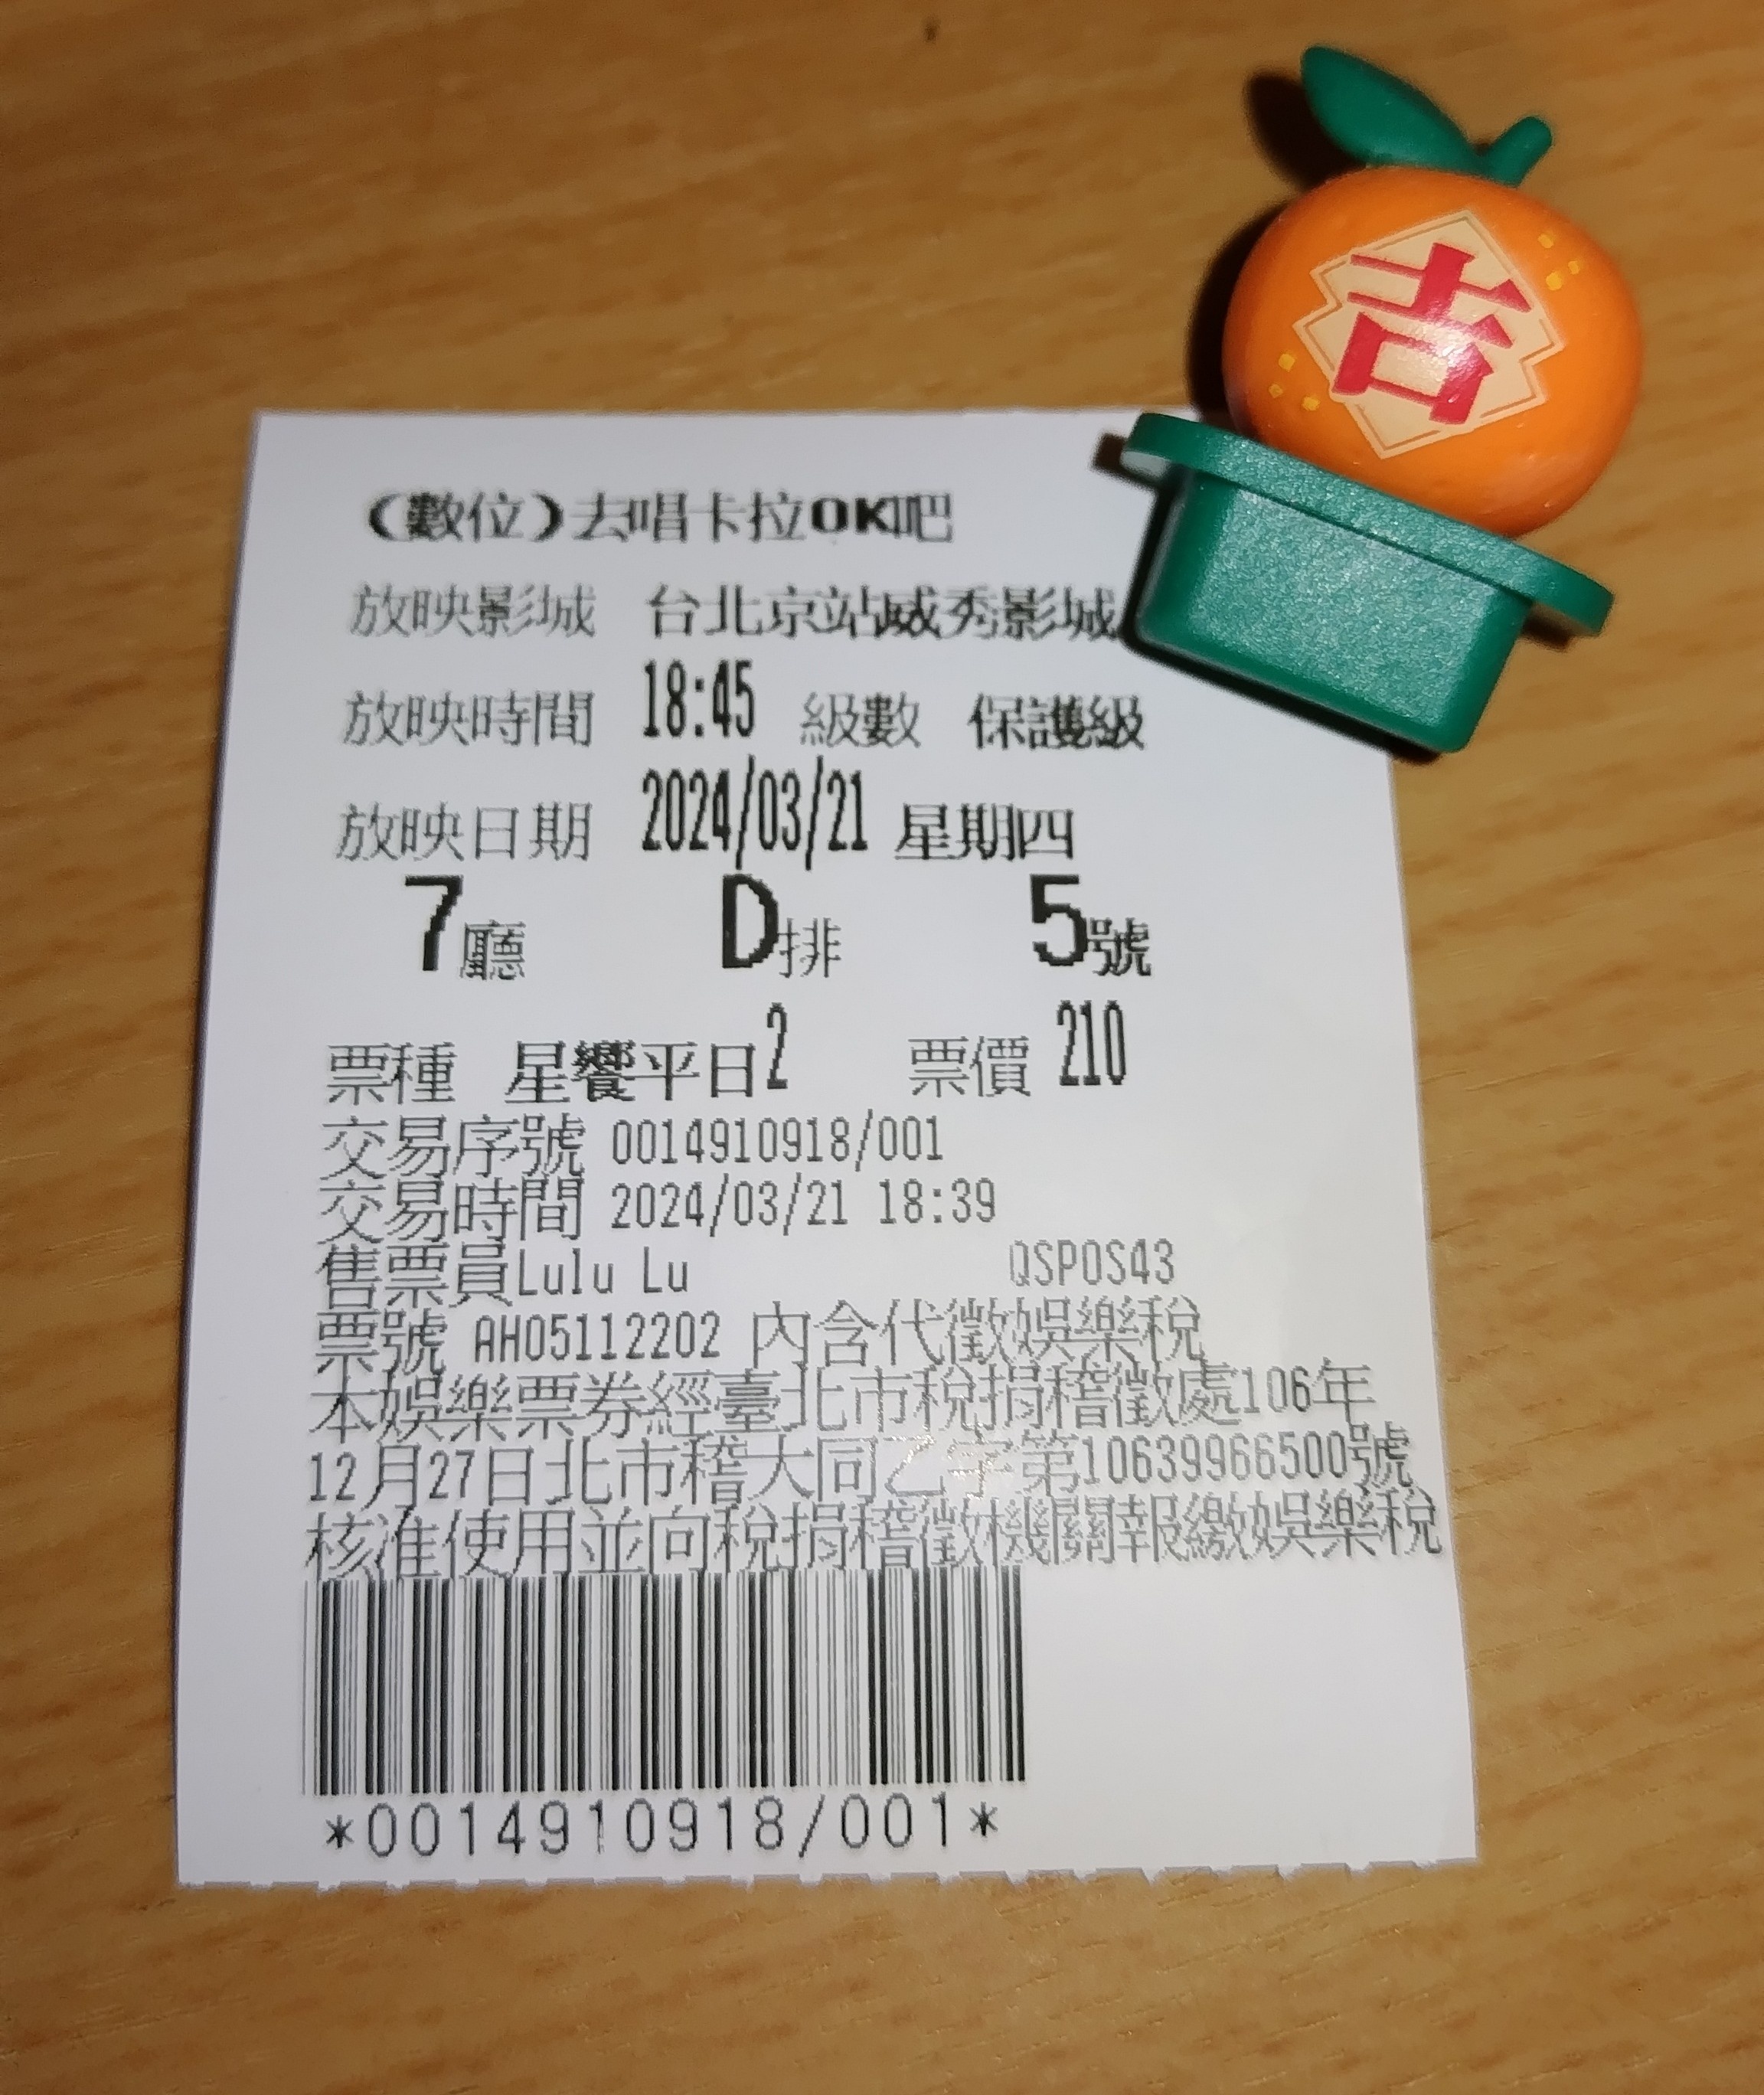 吉
(數位)去唱卡拉OK吧
放映影城 台北京站威秀影城
放映時間 18:45 級數 保護級
放映日期 2024/03/21 星期四
7廳 D排 5號
票種 星饗平日2 票價 210
交易序號 0014910918/001
交易時間 2024/03/21 18:39
售票員Lulu Lu QSPOS43
票號 AH05112202 內含代徵娛樂稅
本娛樂票券經臺北市稅捐稽徵處106年
12月27日北市稽大同乙字第10639966500號
核准使用並向稅捐稽徵機關報繳娛樂稅
*0014910918/001*